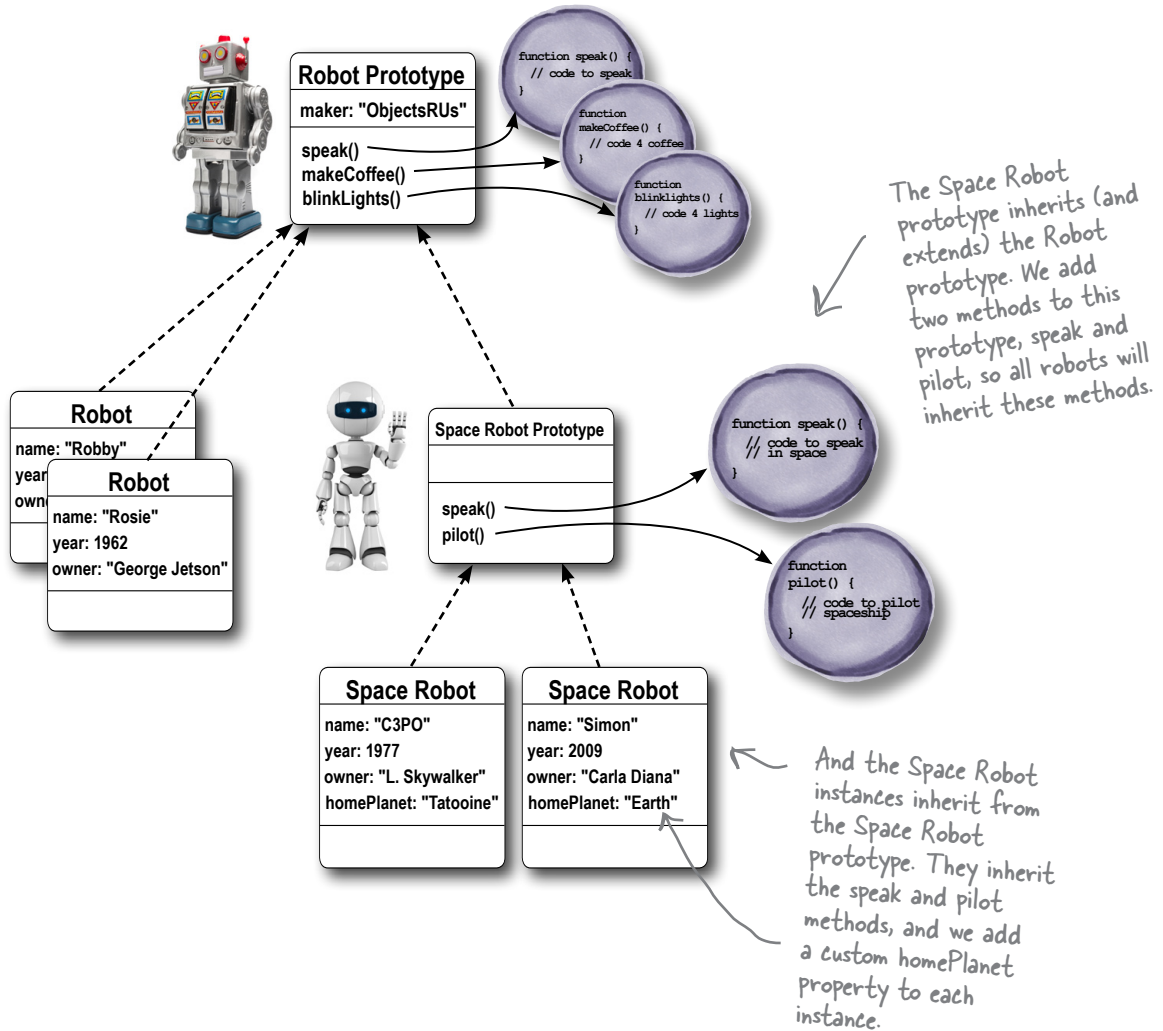 Robot Prototype
maker: "ObjectsRUs"
speak()
makeCoffee()
blinkLights()
function speak() {
// code to speak
}
function
makeCoffee() {
// code 4 coffee
}
function
blinklights() {
// code 4 lights
}
The Space Robot
prototype inherits (and
extends) the Robot
prototype. We add
two methods to this
prototype, speak and
pilot, so all robots will
inherit these methods.
Robot
name: "Robby"
year
owne
Robot
name: "Rosie"
year: 1962
owner: "George Jetson"
Space Robot Prototype
speak()
pilot()
function speak() {
// code to speak
// in space
}
function
pilot() {
// code to pilot
// spaceship
}
Space Robot
name: "C3PO"
year: 1977
owner: "L. Skywalker"
homePlanet: "Tatooine"
Space Robot
name: "Simon"
year: 2009
owner: "Carla Diana"
homePlanet: "Earth"
And the Space Robot
instances inherit from
the Space Robot
prototype. They inherit
the speak and pilot
methods, and we add
a custom homePlanet
property to each
instance.